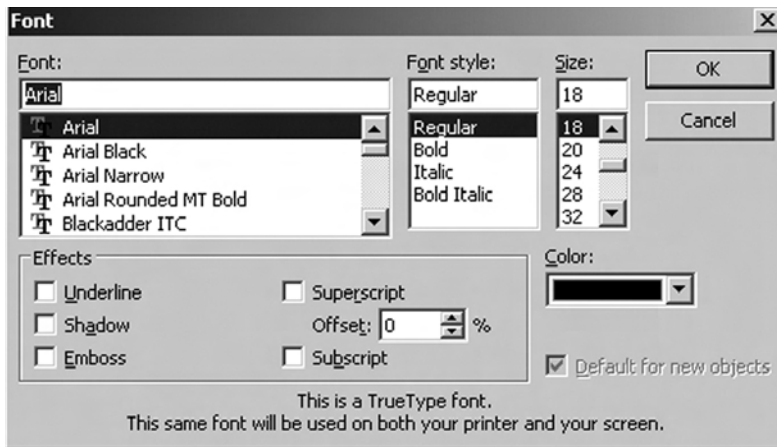 Font
Font:
Font style:
Size:
OK
Arial
Regular
18
Cancel
Arial
Arial Black
Arial Narrow
Arial Rounded MT Bold
Blackadder ITC
Regular
Bold
Italic
Bold Italic
18
20
24
28
32
Effects
Underline
Shadow
Emboss
Superscript
Offset: 0 %
Subscript
Color:
Default for new objects
This is a TrueType font.
This same font will be used on both your printer and your screen.